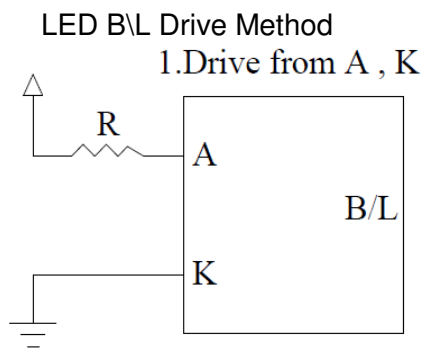 LED B\L Drive Method
1.Drive from A , K
R
A
B/L
K